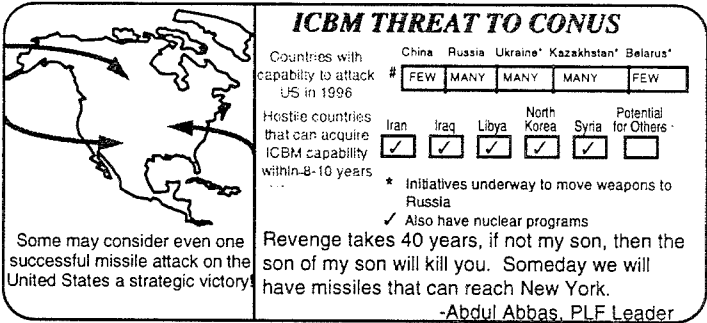 ICBM THREAT TO CONUS
Countries with
capabilty to attack
US in 1996
China Russia Ukraine* Kazakhstan* Belarus*
# FEW MANY MANY MANY FEW
Hostile countries
that can acquire
ICBM capability
within 8-10 years
Iran Iraq Libya North Korea Syria Potential for Others
✓ ✓ ✓ ✓ ✓
* Initiatives underway to move weapons to
Russia
✓ Also have nuclear programs
Some may consider even one
successful missile attack on the
United States a strategic victory!
Revenge takes 40 years, if not my son, then the
son of my son will kill you. Someday we will
have missiles that can reach New York.
-Abdul Abbas, PLF Leader